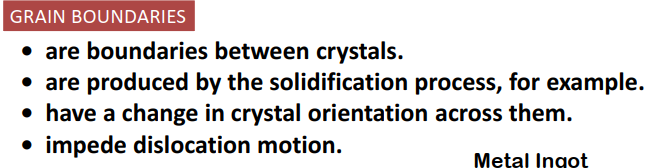 GRAIN BOUNDARIES
• are boundaries between crystals.
• are produced by the solidification process, for example.
• have a change in crystal orientation across them.
• impede dislocation motion.
Metal Ingot